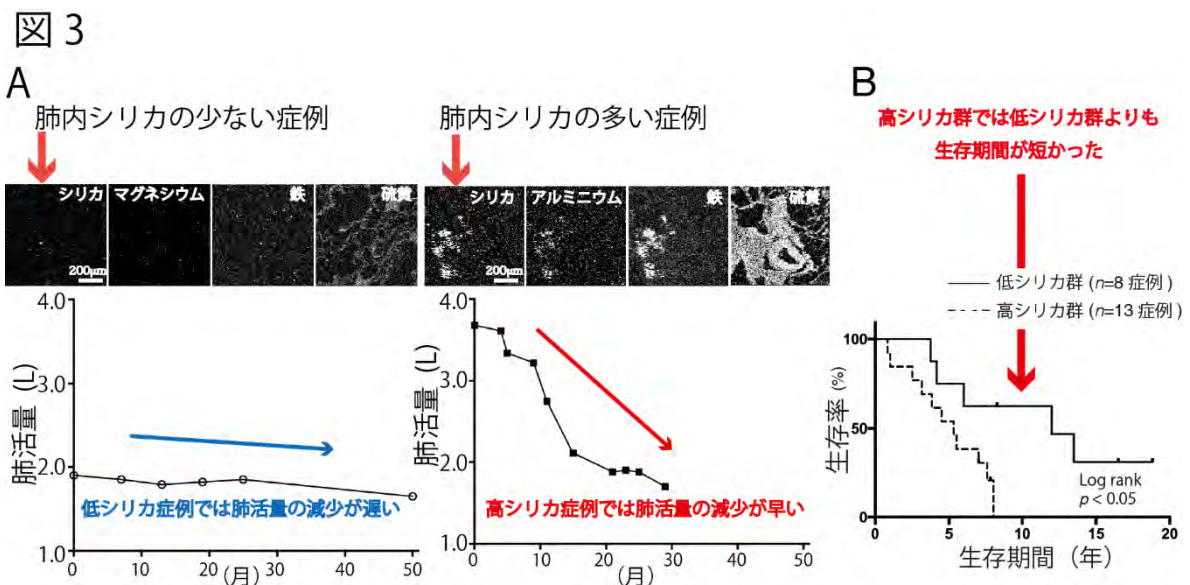 図 3
A
肺内シリカの少ない症例
シリカ
マグネシウム
鉄
硫黄
200μm
4.0
3.0
2.0
1.0
肺活量 (L)
低シリカ症例では肺活量の減少が遅い
0 10 20 30 40 50
(月)
肺内シリカの多い症例
シリカ
アルミニウム
鉄
硫黄
200μm
4.0
3.0
2.0
1.0
肺活量 (L)
高シリカ症例では肺活量の減少が早い
0 10 20 30 40 50
(月)
B
高シリカ群では低シリカ群よりも
生存期間が短かった
低シリカ群 (n=8 症例)
高シリカ群 (n=13 症例)
100
50
0
生存率 (%)
Log rank
p < 0.05
0 5 10 15 20
生存期間 (年)